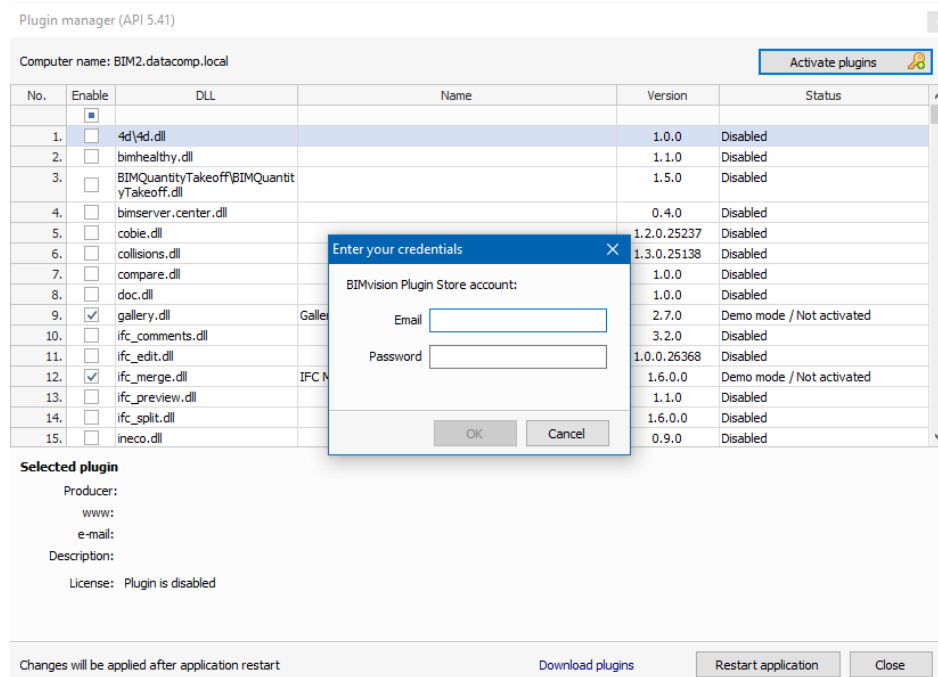 Plugin manager (API 5.41)
Computer name: BIM2.datacomp.local
Activate plugins
No. Enable DLL Name Version Status
1. 4d\4d.dll 1.0.0 Disabled
2. bimhealthy.dll 1.1.0 Disabled
3. BIMQuantityTakeoff\BIMQuantit 1.5.0 Disabled
yTakeoff.dll
4. bimserver.center.dll 0.4.0 Disabled
5. cobie.dll 1.2.0.25237 Disabled
6. collisions.dll 1.3.0.25138 Disabled
7. compare.dll 1.0.0 Disabled
8. doc.dll 1.0.0 Disabled
9. gallery.dll Galle 2.7.0 Demo mode / Not activated
10. ifc_comments.dll 3.2.0 Disabled
11. ifc_edit.dll 1.0.0.26368 Disabled
12. ifc_merge.dll IFC M 1.6.0.0 Demo mode / Not activated
13. ifc_preview.dll 1.1.0 Disabled
14. ifc_split.dll 1.6.0.0 Disabled
15. ineco.dll 0.9.0 Disabled
Enter your credentials
BIMvision Plugin Store account:
Email
Password
OK Cancel
Selected plugin
Producer:
www:
e-mail:
Description:
License: Plugin is disabled
Changes will be applied after application restart Download plugins Restart application Close